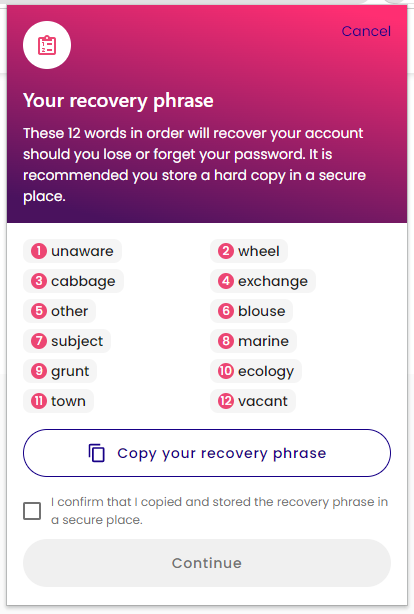 Cancel
Your recovery phrase
These 12 words in order will recover your account
should you lose or forget your password. It is
recommended you store a hard copy in a secure
place.
1 unaware 2 wheel
3 cabbage 4 exchange
5 other 6 blouse
7 subject 8 marine
9 grunt 10 ecology
11 town 12 vacant
Copy your recovery phrase
I confirm that I copied and stored the recovery phrase in
a secure place.
Continue